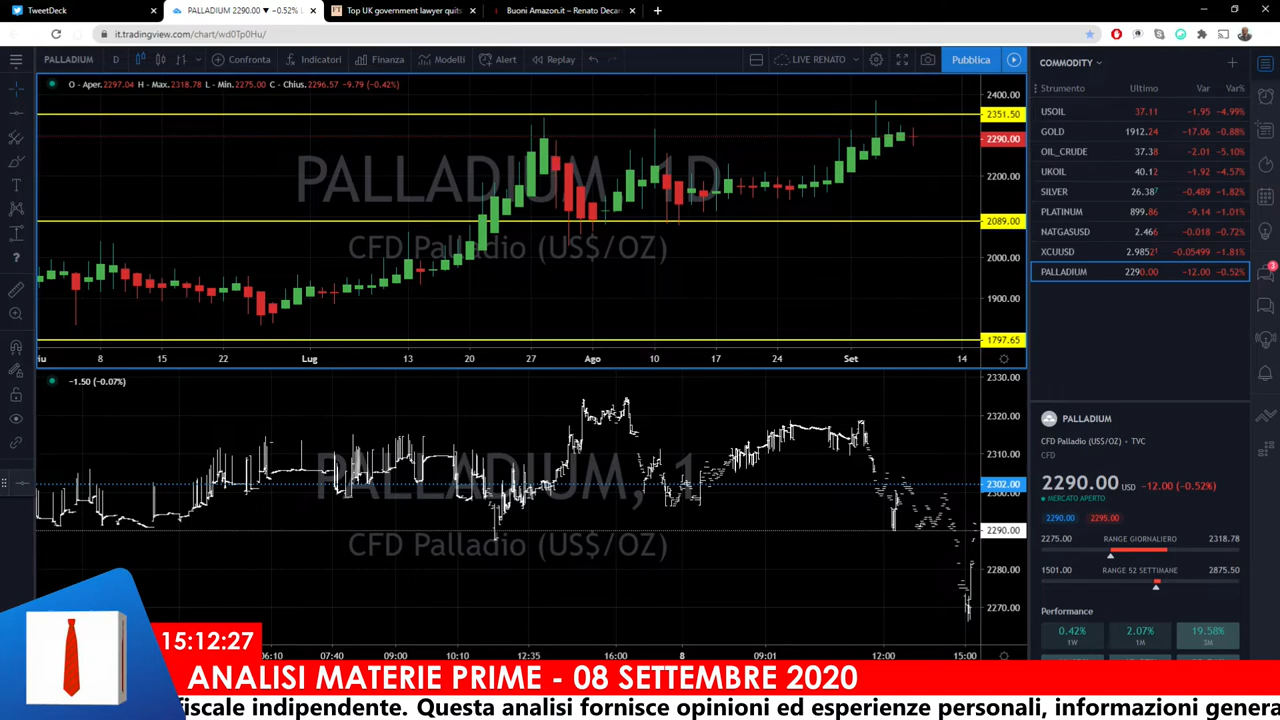 TweetDeck
PALLADIUM 2290.00 ▼ −0.52% L
Top UK government lawyer quits
Buoni Amazon.it – Renato Decar
it.tradingview.com/chart/wd0Tp0Hu/
PALLADIUM D Confronta Indicatori Finanza Modelli Alert Replay LIVE RENATO Pubblica
O - Aper.2297.04 H - Max.2318.78 L - Min.2275.00 C - Chius.2296.57 −9.79 (−0.42%)
PALLADIUM, 1D
CFD Palladio (US$/OZ)
2400.00
2351.50
2290.00
2200.00
2089.00
2000.00
1900.00
1797.65
8 15 22 Lug 13 20 27 Ago 10 17 24 Set 14
−1.50 (−0.07%)
PALLADIUM, 1
CFD Palladio (US$/OZ)
2330.00
2320.00
2310.00
2302.00
2300.00
2290.00
2280.00
2270.00
06:10 07:40 09:00 10:10 12:35 16:00 8 09:01 12:00 15:00
COMMODITY
Strumento Ultimo Var Var%
USOIL 37.11 −1.95 −4.99%
GOLD 1912.24 −17.06 −0.88%
OIL_CRUDE 37.38 −2.01 −5.10%
UKOIL 40.12 −1.92 −4.57%
SILVER 26.387 −0.489 −1.82%
PLATINUM 899.86 −9.14 −1.01%
NATGASUSD 2.466 −0.018 −0.72%
XCUUSD 2.98521 −0.05499 −1.81%
PALLADIUM 2290.00 −12.00 −0.52%
3
PALLADIUM
CFD Palladio (US$/OZ) • TVC
CFD
2290.00 USD −12.00 (−0.52%)
MERCATO APERTO
2290.00 2295.00
2275.00 RANGE GIORNALIERO 2318.78
1501.00 RANGE 52 SETTIMANE 2875.50
Performance
0.42% 2.07% 19.58%
1W 1M 3M
15:12:27
ANALISI MATERIE PRIME - 08 SETTEMBRE 2020
fiscale indipendente. Questa analisi fornisce opinioni ed esperienze personali, informazioni genera